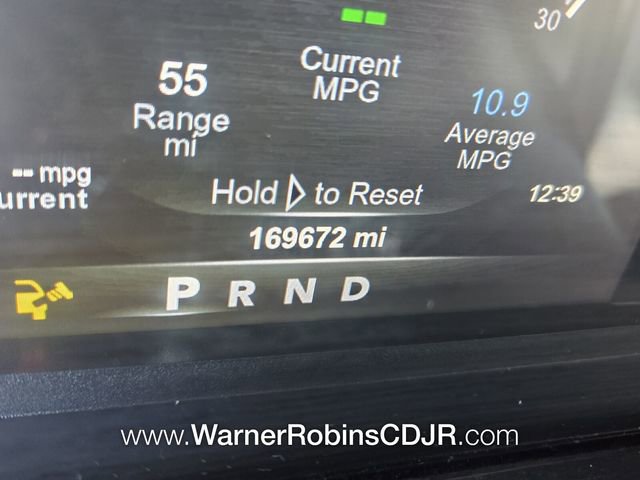 30
55
Range
mi
Current
MPG
10.9
Average
MPG
-- mpg
urrent
Hold ▷ to Reset
12:39
169672 mi
P R N D
www.WarnerRobinsCDJR.com